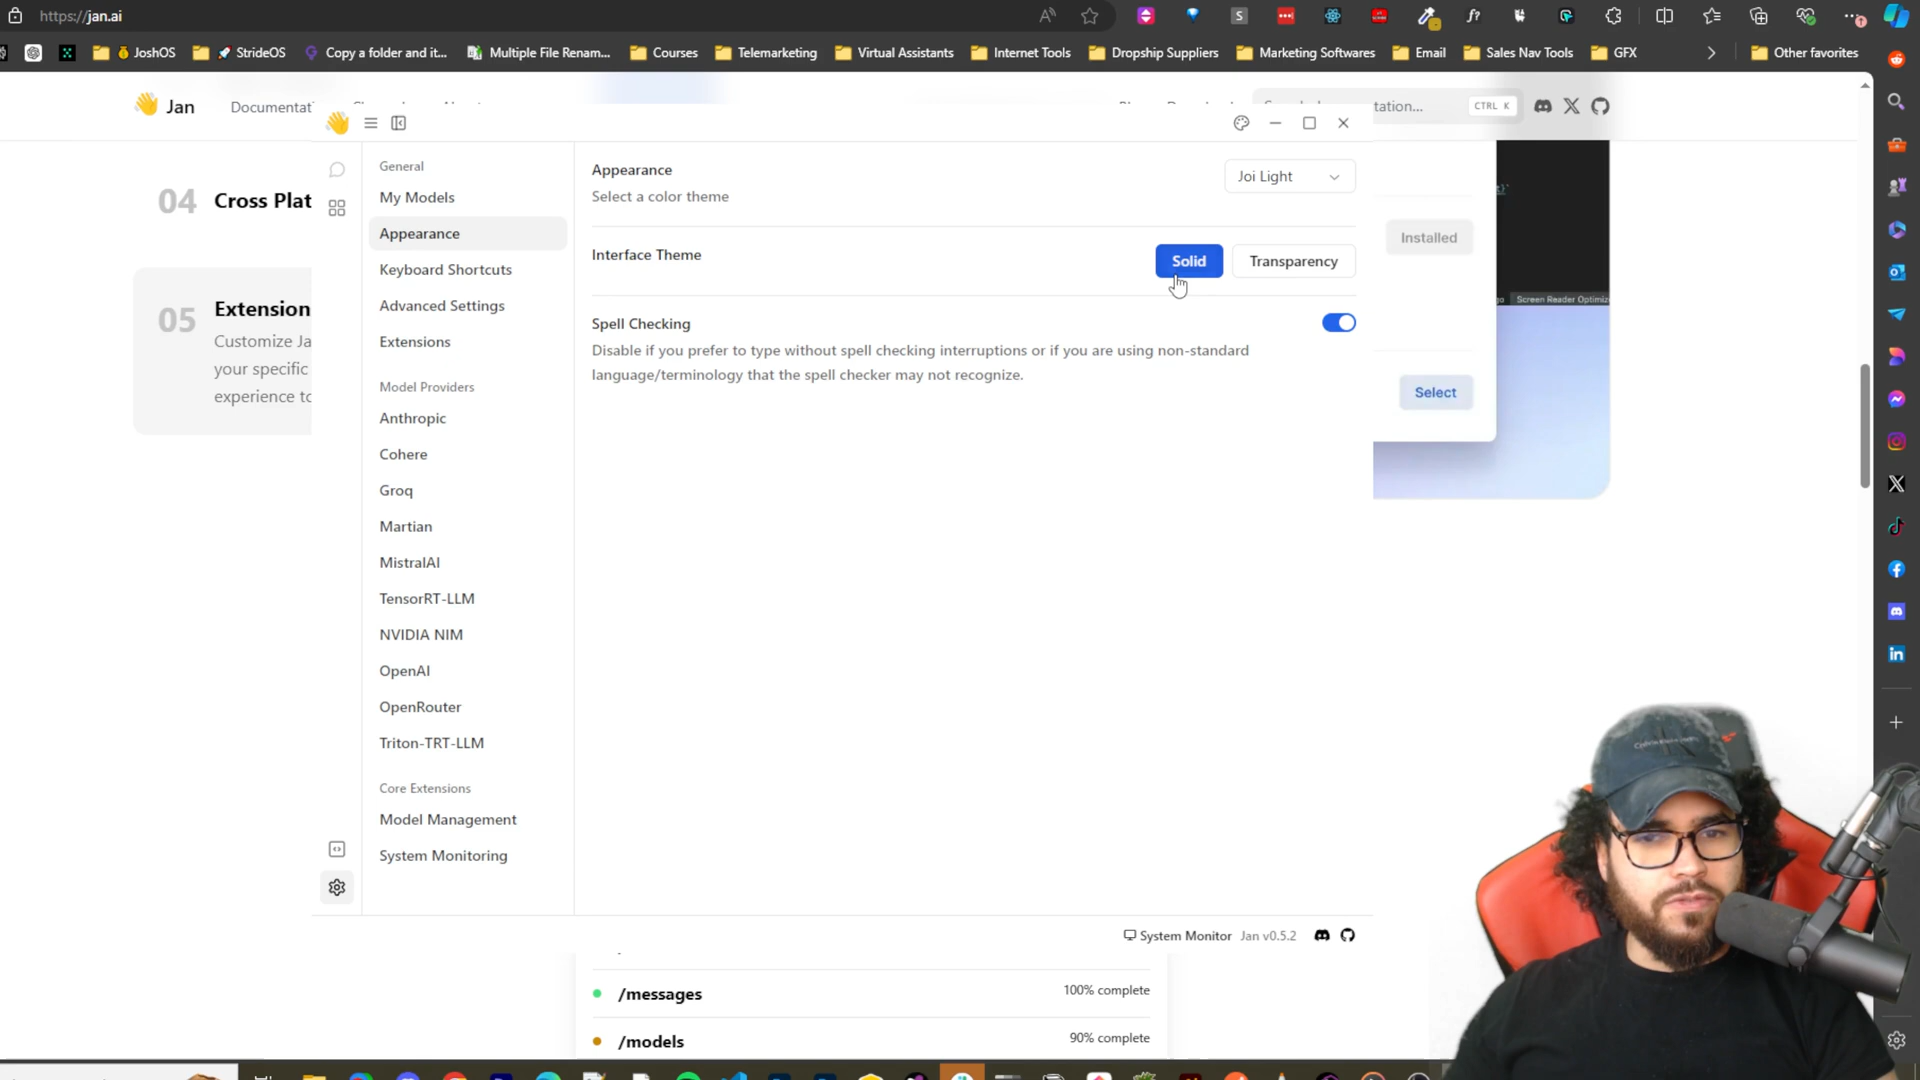 https://jan.ai
JoshOS
StrideOS
Copy a folder and it...
Multiple File Renam...
Courses
Telemarketing
Virtual Assistants
Internet Tools
Dropship Suppliers
Marketing Softwares
Email
Sales Nav Tools
GFX
Other favorites
Jan
Documentati
tation...
CTRL K
04
Cross Plat
05
Extension
Customize Ja
your specific
experience to
General
My Models
Appearance
Keyboard Shortcuts
Advanced Settings
Extensions
Model Providers
Anthropic
Cohere
Groq
Martian
MistralAI
TensorRT-LLM
NVIDIA NIM
OpenAI
OpenRouter
Triton-TRT-LLM
Core Extensions
Model Management
System Monitoring
Appearance
Select a color theme
Joi Light
Interface Theme
Solid
Transparency
Spell Checking
Disable if you prefer to type without spell checking interruptions or if you are using non-standard
language/terminology that the spell checker may not recognize.
Installed
go
Screen Reader Optimiz
Select
System Monitor
Jan v0.5.2
/messages
100% complete
/models
90% complete